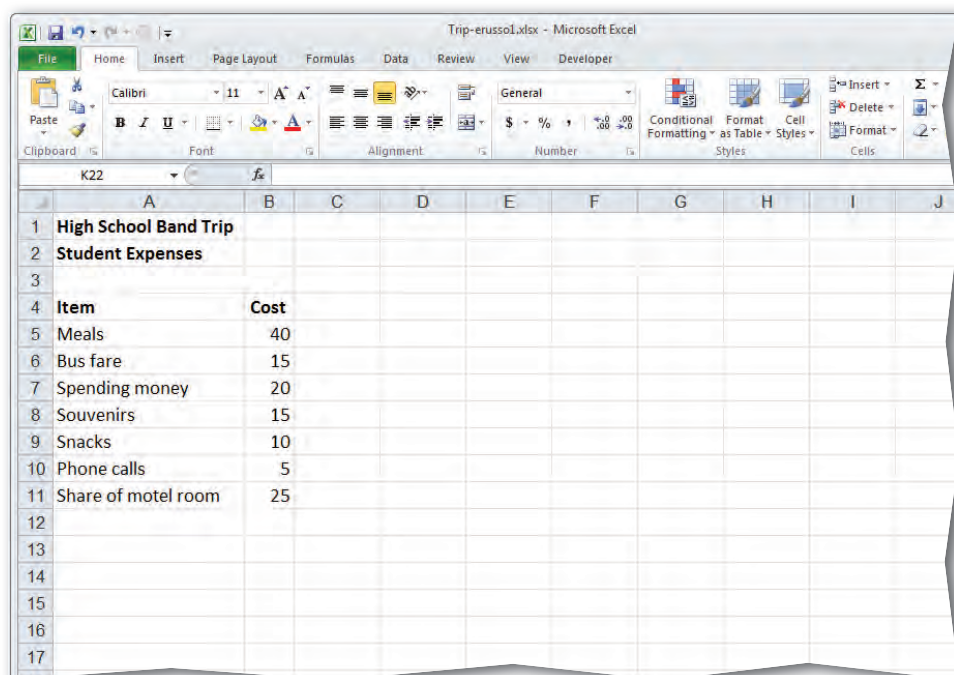 Trip-erusso1.xlsx - Microsoft Excel
File Home Insert Page Layout Formulas Data Review View Developer
Calibri 11 A A General Insert Σ
Paste B I U A $ % , .0 .00 .00 .0 Conditional Formatting Format as Table Cell Styles Delete
Format
Clipboard Font Alignment Number Styles Cells
K22 fx
A B C D E F G H I J
1 High School Band Trip
2 Student Expenses
3
4 Item Cost
5 Meals 40
6 Bus fare 15
7 Spending money 20
8 Souvenirs 15
9 Snacks 10
10 Phone calls 5
11 Share of motel room 25
12
13
14
15
16
17